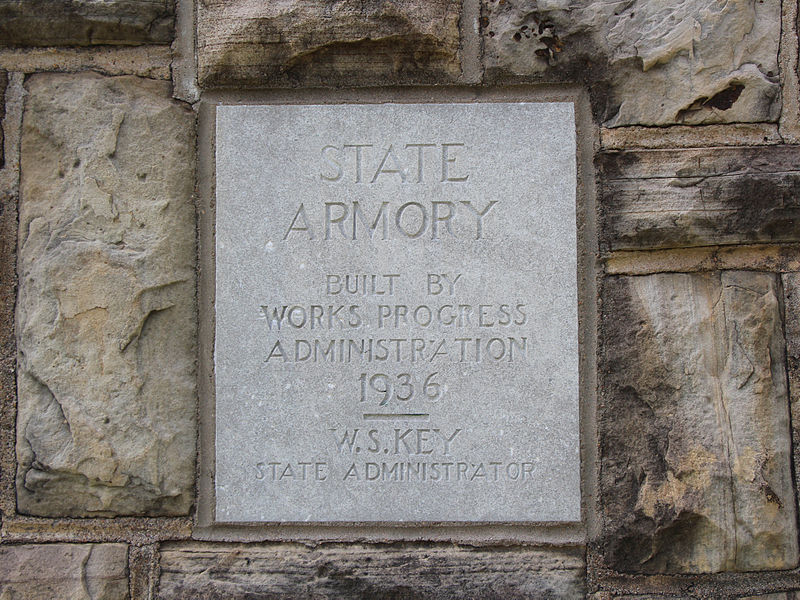 STATE
ARMORY
BUILT BY
WORKS PROGRESS
ADMINISTRATION
1936
W.S.KEY
STATE ADMINISTRATOR